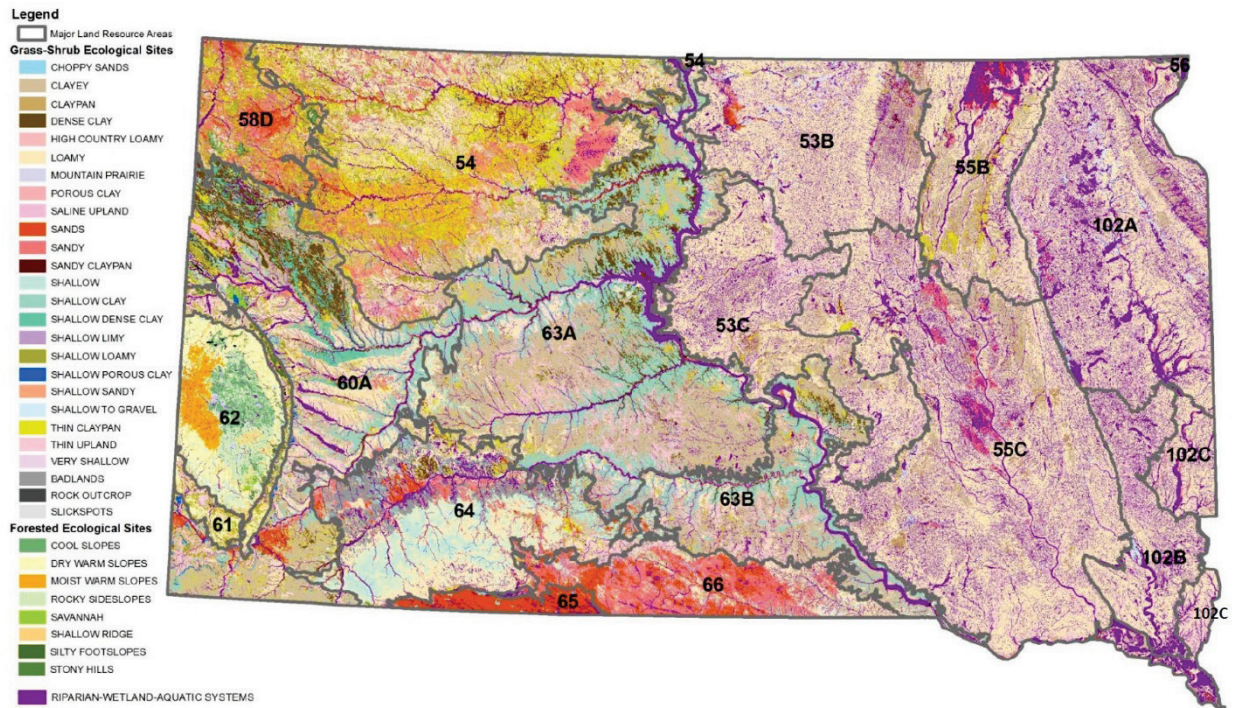 Legend
Major Land Resource Areas
Grass-Shrub Ecological Sites
CHOPPY SANDS
CLAYEY
CLAYPAN
DENSE CLAY
HIGH COUNTRY LOAMY
LOAMY
MOUNTAIN PRAIRIE
POROUS CLAY
SALINE UPLAND
SANDS
SANDY
SANDY CLAYPAN
SHALLOW
SHALLOW CLAY
SHALLOW DENSE CLAY
SHALLOW LIMY
SHALLOW LOAMY
SHALLOW POROUS CLAY
SHALLOW SANDY
SHALLOW TO GRAVEL
THIN CLAYPAN
THIN UPLAND
VERY SHALLOW
BADLANDS
ROCK OUTCROP
SLICKSPOTS
Forested Ecological Sites
COOL SLOPES
DRY WARM SLOPES
MOIST WARM SLOPES
ROCKY SIDESLOPES
SAVANNAH
SHALLOW RIDGE
SILTY FOOTSLOPES
STONY HILLS
RIPARIAN-WETLAND-AQUATIC SYSTEMS
54
56
58D
53B
54
55B
102A
63A
53C
60A
62
55C
102C
63B
64
61
102B
66
65
102C